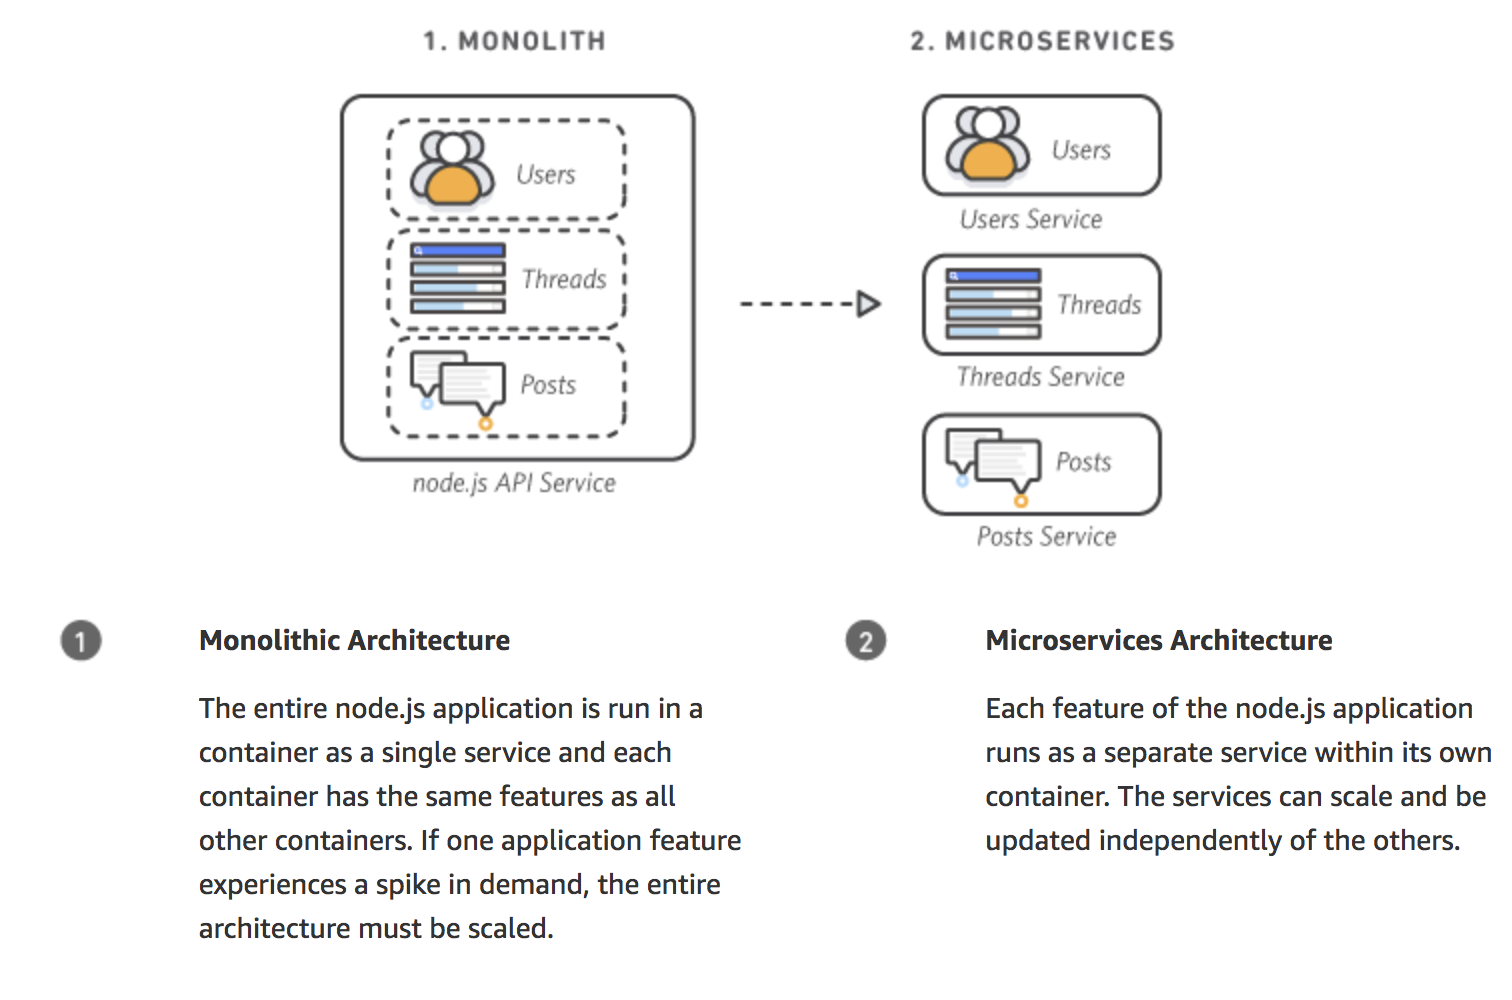 1. MONOLITH
Users
Threads
Posts
node.js API Service
2. MICROSERVICES
Users
Users Service
Threads
Threads Service
Posts
Posts Service
1
Monolithic Architecture
The entire node.js application is run in a
container as a single service and each
container has the same features as all
other containers. If one application feature
experiences a spike in demand, the entire
architecture must be scaled.
2
Microservices Architecture
Each feature of the node.js application
runs as a separate service within its own
container. The services can scale and be
updated independently of the others.